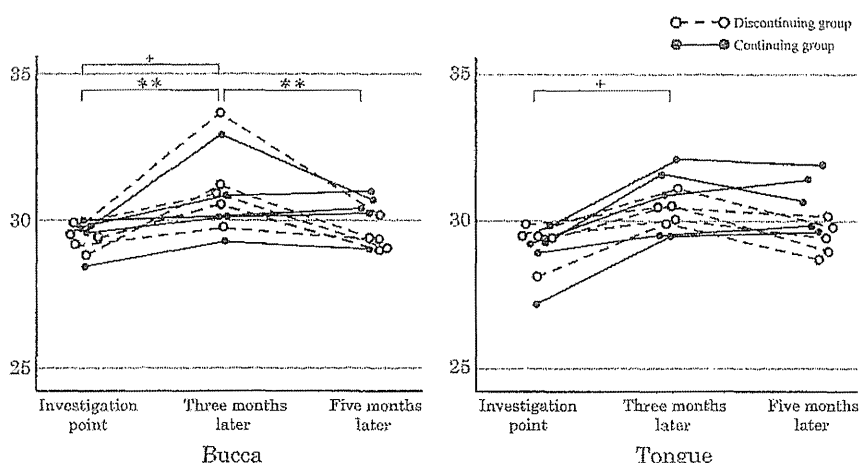 Discontinuing group
Continuing group
35
+
**
**
30
25
Investigation
point
Three months
later
Five months
later
Bucca
35
+
30
25
Investigation
point
Three months
later
Five months
later
Tongue